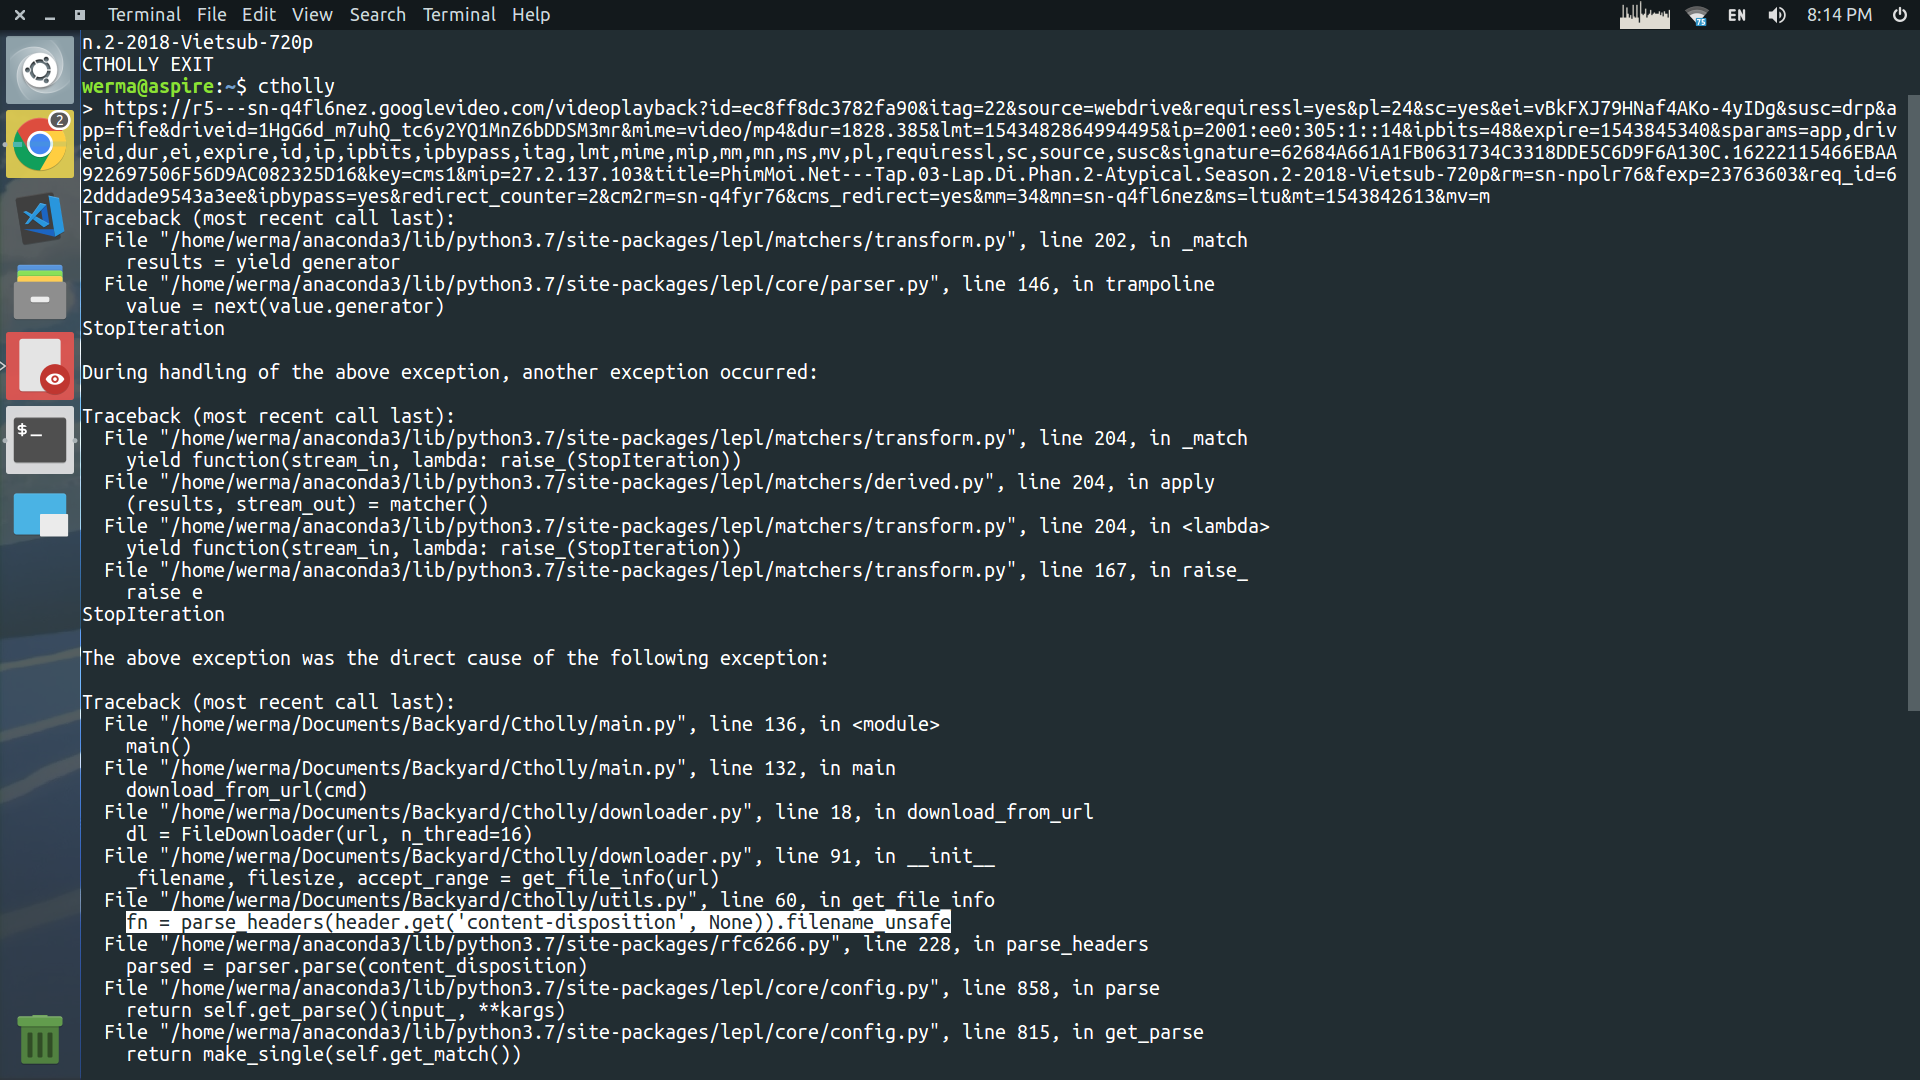 Terminal File Edit View Search Terminal Help EN 8:14 PM
75
2
$_
n.2-2018-Vietsub-720p
CTHOLLY EXIT
werma@aspire:~$ ctholly
> https://r5---sn-q4fl6nez.googlevideo.com/videoplayback?id=ec8ff8dc3782fa90&itag=22&source=webdrive&requiressl=yes&pl=24&sc=yes&ei=vBkFXJ79HNaf4AKo-4yIDg&susc=drp&a
pp=fife&driveid=1HgG6d_m7uhQ_tc6y2YQ1MnZ6bDDSM3mr&mime=video/mp4&dur=1828.385&lmt=1543482864994495&ip=2001:ee0:305:1::14&ipbits=48&expire=1543845340&sparams=app,driv
eid,dur,ei,expire,id,ip,ipbits,ipbypass,itag,lmt,mime,mip,mm,mn,ms,mv,pl,requiressl,sc,source,susc&signature=62684A661A1FB0631734C3318DDE5C6D9F6A130C.16222115466EBAA
922697506F56D9AC082325D16&key=cms1&mip=27.2.137.103&title=PhimMoi.Net---Tap.03-Lap.Di.Phan.2-Atypical.Season.2-2018-Vietsub-720p&rm=sn-npolr76&fexp=23763603&req_id=6
2dddade9543a3ee&ipbypass=yes&redirect_counter=2&cm2rm=sn-q4fyr76&cms_redirect=yes&mm=34&mn=sn-q4fl6nez&ms=ltu&mt=1543842613&mv=m
Traceback (most recent call last):
  File "/home/werma/anaconda3/lib/python3.7/site-packages/lepl/matchers/transform.py", line 202, in _match
    results = yield generator
  File "/home/werma/anaconda3/lib/python3.7/site-packages/lepl/core/parser.py", line 146, in trampoline
    value = next(value.generator)
StopIteration
During handling of the above exception, another exception occurred:
Traceback (most recent call last):
  File "/home/werma/anaconda3/lib/python3.7/site-packages/lepl/matchers/transform.py", line 204, in _match
    yield function(stream_in, lambda: raise_(StopIteration))
  File "/home/werma/anaconda3/lib/python3.7/site-packages/lepl/matchers/derived.py", line 204, in apply
    (results, stream_out) = matcher()
  File "/home/werma/anaconda3/lib/python3.7/site-packages/lepl/matchers/transform.py", line 204, in <lambda>
    yield function(stream_in, lambda: raise_(StopIteration))
  File "/home/werma/anaconda3/lib/python3.7/site-packages/lepl/matchers/transform.py", line 167, in raise_
    raise e
StopIteration
The above exception was the direct cause of the following exception:
Traceback (most recent call last):
  File "/home/werma/Documents/Backyard/Ctholly/main.py", line 136, in <module>
    main()
  File "/home/werma/Documents/Backyard/Ctholly/main.py", line 132, in main
    download_from_url(cmd)
  File "/home/werma/Documents/Backyard/Ctholly/downloader.py", line 18, in download_from_url
    dl = FileDownloader(url, n_thread=16)
  File "/home/werma/Documents/Backyard/Ctholly/downloader.py", line 91, in __init__
    _filename, filesize, accept_range = get_file_info(url)
  File "/home/werma/Documents/Backyard/Ctholly/utils.py", line 60, in get_file_info
    fn = parse_headers(header.get('content-disposition', None)).filename_unsafe
  File "/home/werma/anaconda3/lib/python3.7/site-packages/rfc6266.py", line 228, in parse_headers
    parsed = parser.parse(content_disposition)
  File "/home/werma/anaconda3/lib/python3.7/site-packages/lepl/core/config.py", line 858, in parse
    return self.get_parse()(input_, **kargs)
  File "/home/werma/anaconda3/lib/python3.7/site-packages/lepl/core/config.py", line 815, in get_parse
    return make_single(self.get_match())